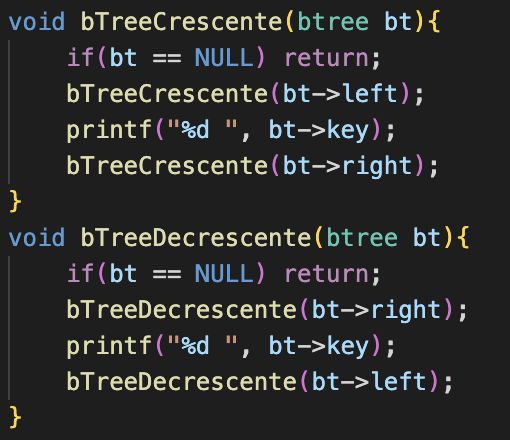 void bTreeCrescente(btree bt){
    if(bt == NULL) return;
    bTreeCrescente(bt->left);
    printf("%d ", bt->key);
    bTreeCrescente(bt->right);
}
void bTreeDecrescente(btree bt){
    if(bt == NULL) return;
    bTreeDecrescente(bt->right);
    printf("%d ", bt->key);
    bTreeDecrescente(bt->left);
}